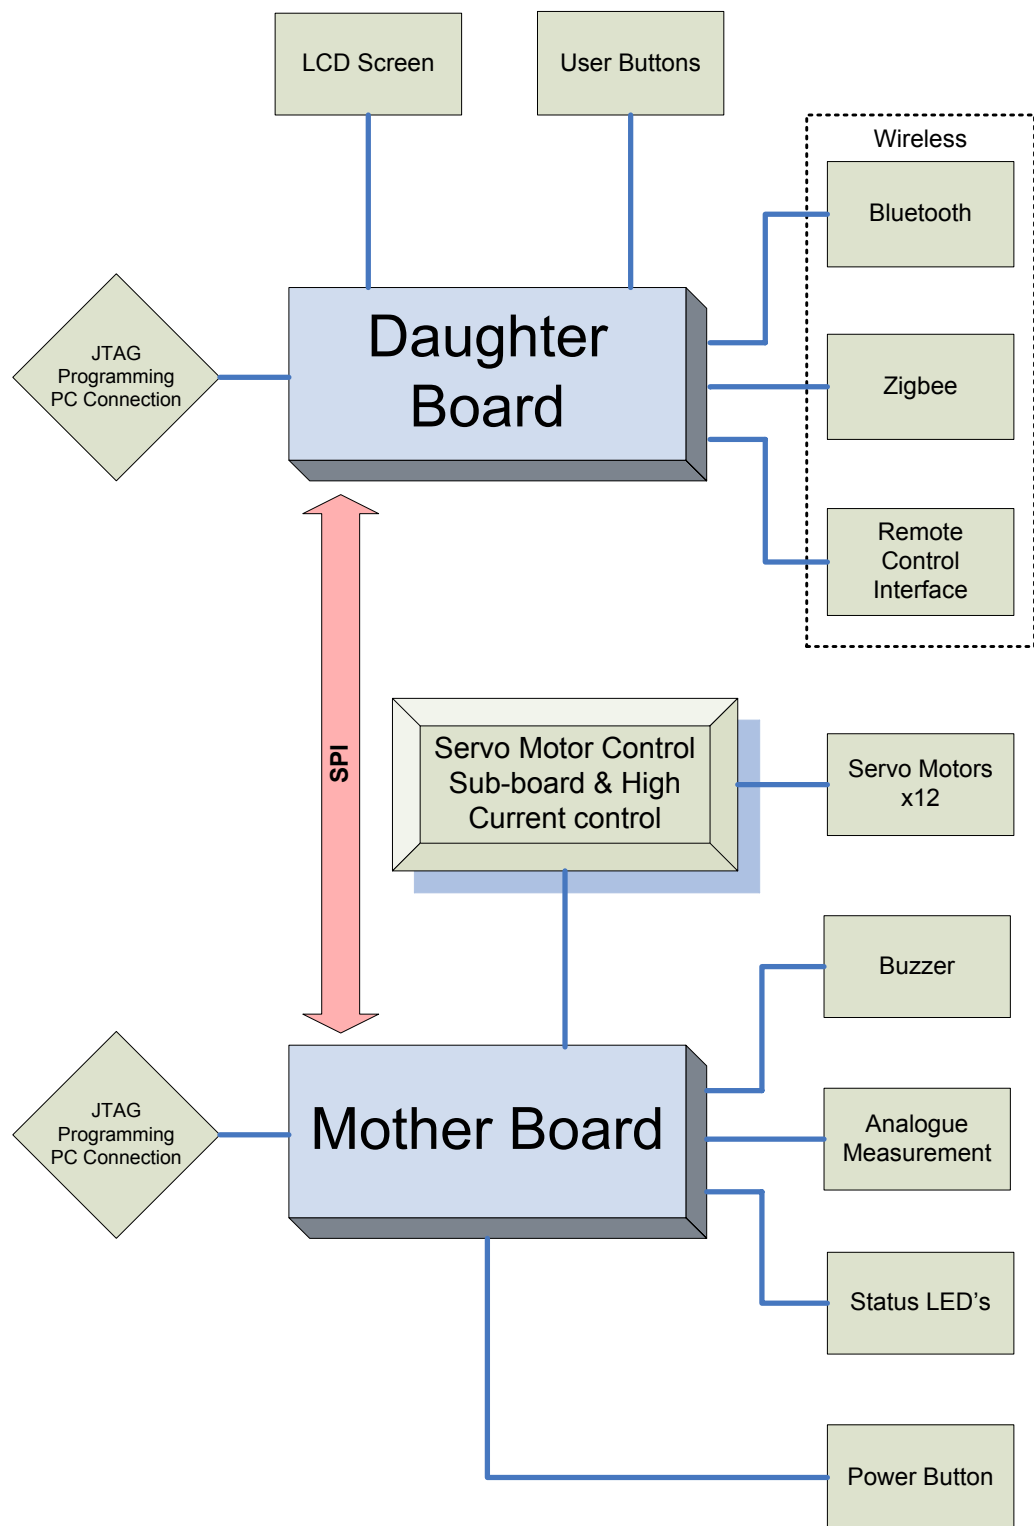 LCD Screen
User Buttons
Wireless
Bluetooth
Daughter
Board
JTAG
Programming
PC Connection
Zigbee
Remote
Control
Interface
SPI
Servo Motor Control
Sub-board & High
Current control
Servo Motors
x12
Buzzer
JTAG
Programming
PC Connection
Mother Board
Analogue
Measurement
Status LED’s
Power Button